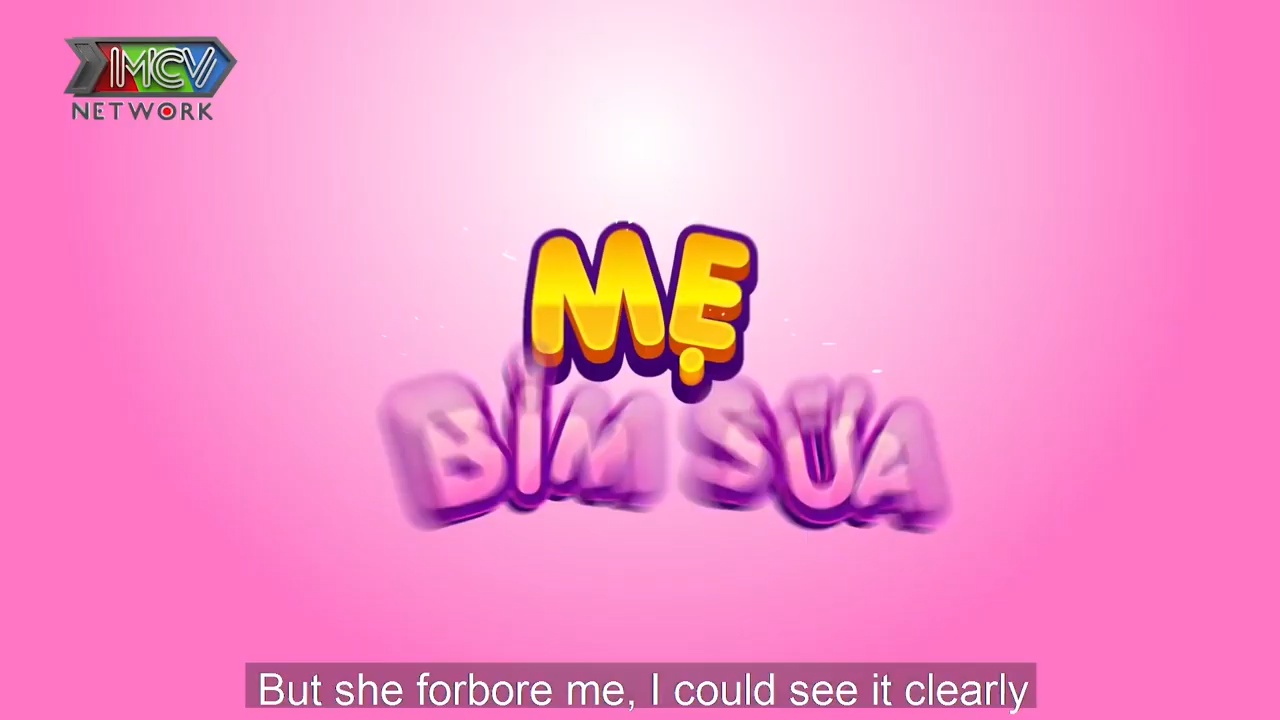 MCV
NETWORK
MẸ
BỈM SỮA
But she forbore me, I could see it clearly